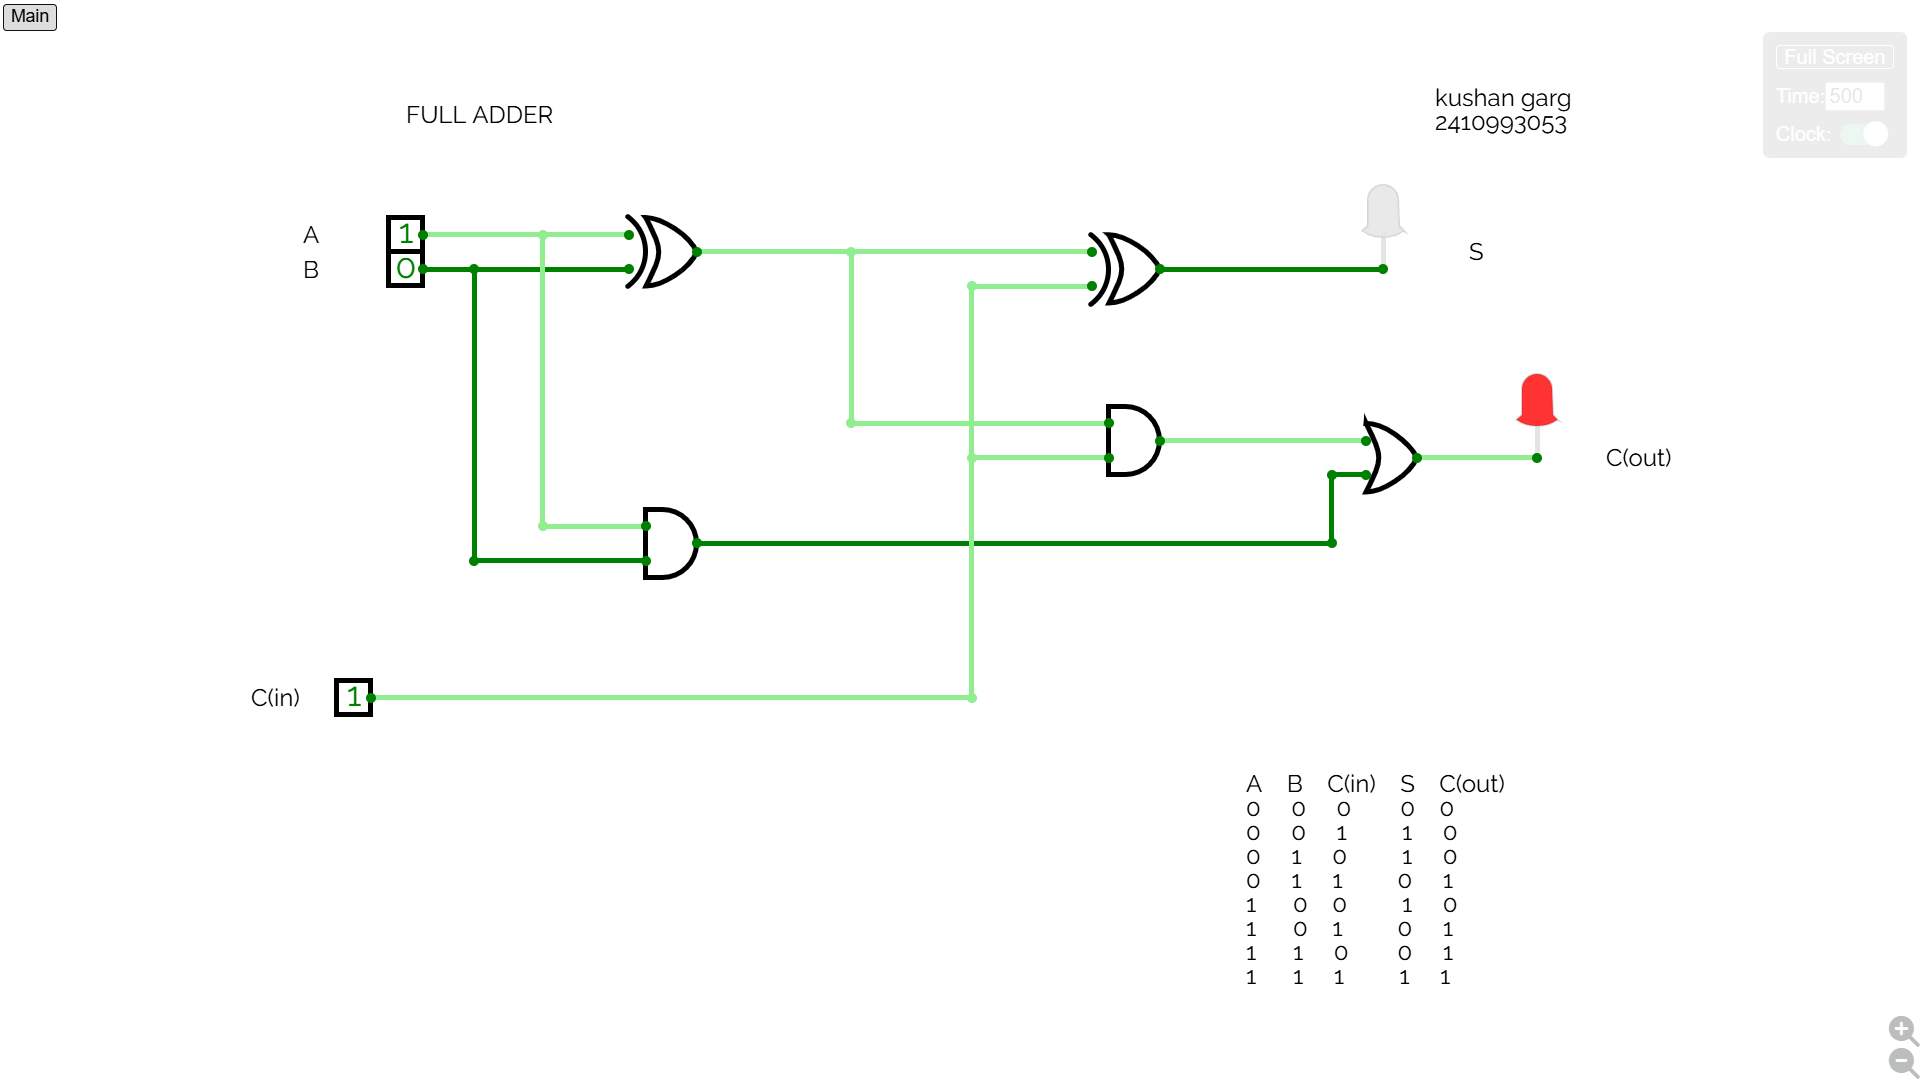 Main
Full Screen
Time: 500
Clock:
FULL ADDER
kushan garg
2410993053
A 1
B 0
S
C(out)
C(in) 1
A B C(in) S C(out)
0 0 0 0 0
0 0 1 1 0
0 1 0 1 0
0 1 1 0 1
1 0 0 1 0
1 0 1 0 1
1 1 0 0 1
1 1 1 1 1